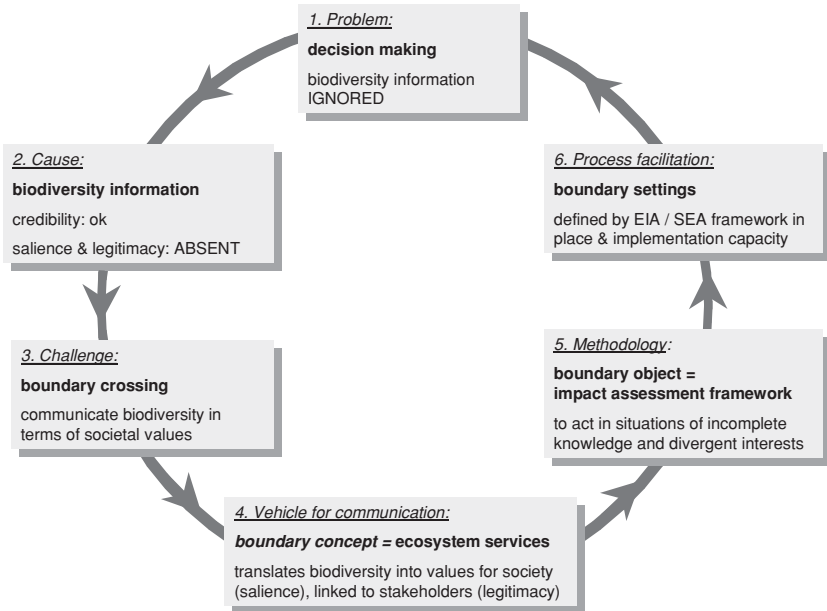 1. Problem:
decision making
biodiversity information
IGNORED
2. Cause:
biodiversity information
credibility: ok
salience & legitimacy: ABSENT
3. Challenge:
boundary crossing
communicate biodiversity in
terms of societal values
4. Vehicle for communication:
boundary concept = ecosystem services
translates biodiversity into values for society
(salience), linked to stakeholders (legitimacy)
5. Methodology:
boundary object =
impact assessment framework
to act in situations of incomplete
knowledge and divergent interests
6. Process facilitation:
boundary settings
defined by EIA / SEA framework in
place & implementation capacity